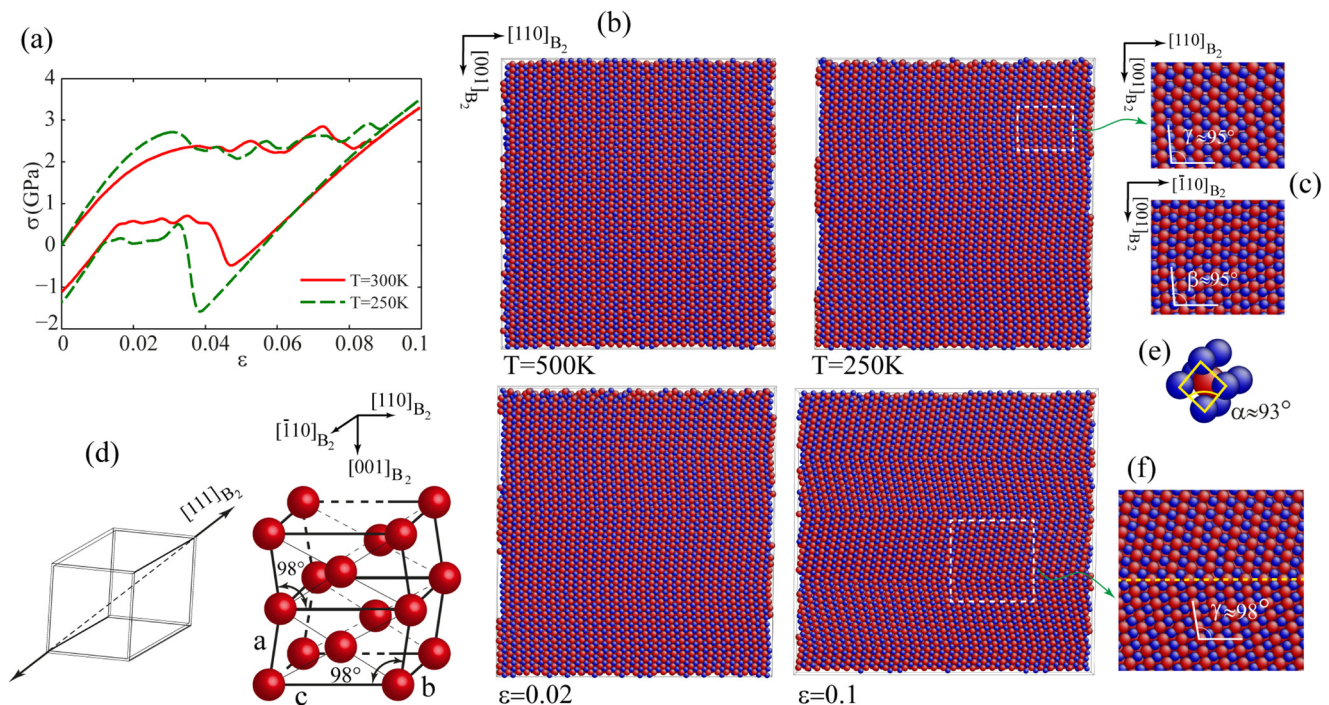 (a)
σ(GPa)
4
3
2
1
0
−1
−2
T=300K
T=250K
0
0.02
0.04
0.06
0.08
0.1
ε
(b)
[110]B2
[001]B2
T=500K
T=250K
ε=0.02
ε=0.1
[110]B2
[001]B2
γ≈95°
(c)
[1̄10]B2
[001]B2
β≈95°
(d)
[111]B2
[110]B2
[1̄10]B2
[001]B2
98°
98°
a
b
c
(e)
α≈93°
(f)
γ≈98°